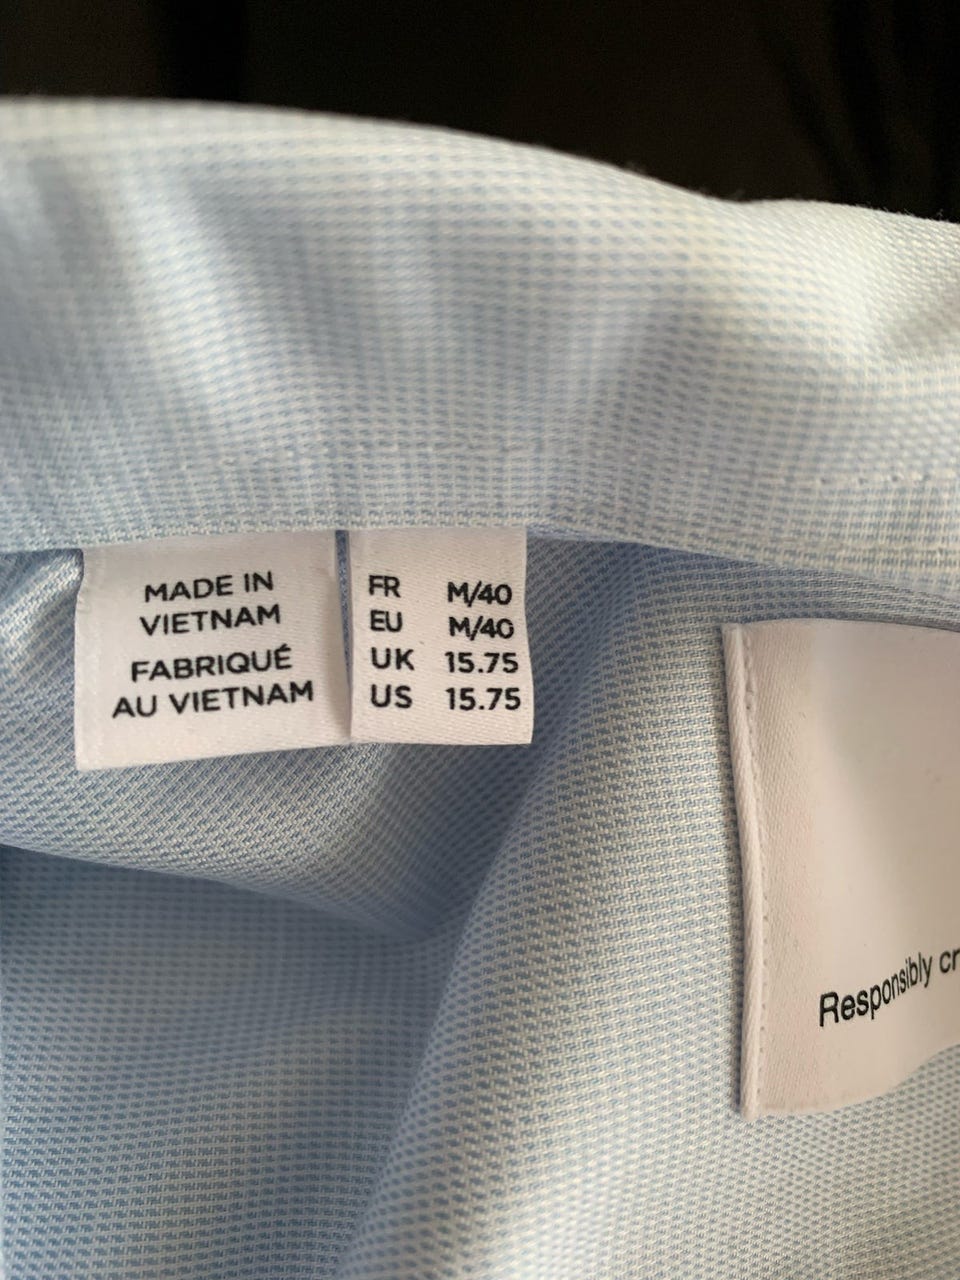 MADE IN
VIETNAM
FABRIQUÉ
AU VIETNAM
FR M/40
EU M/40
UK 15.75
US 15.75
Responsibly